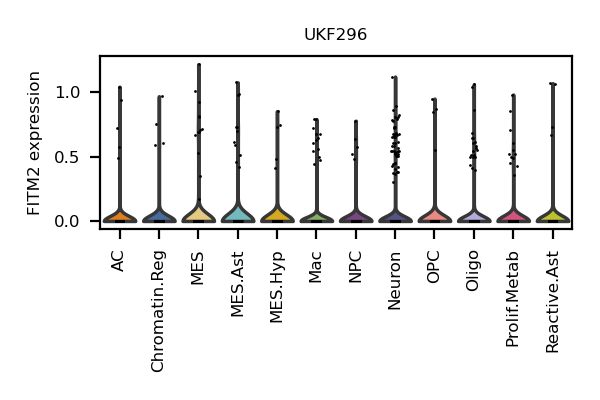 UKF296
FITM2 expression
1.0
0.5
0.0
AC
Chromatin.Reg
MES
MES.Ast
MES.Hyp
Mac
NPC
Neuron
OPC
Oligo
Prolif.Metab
Reactive.Ast